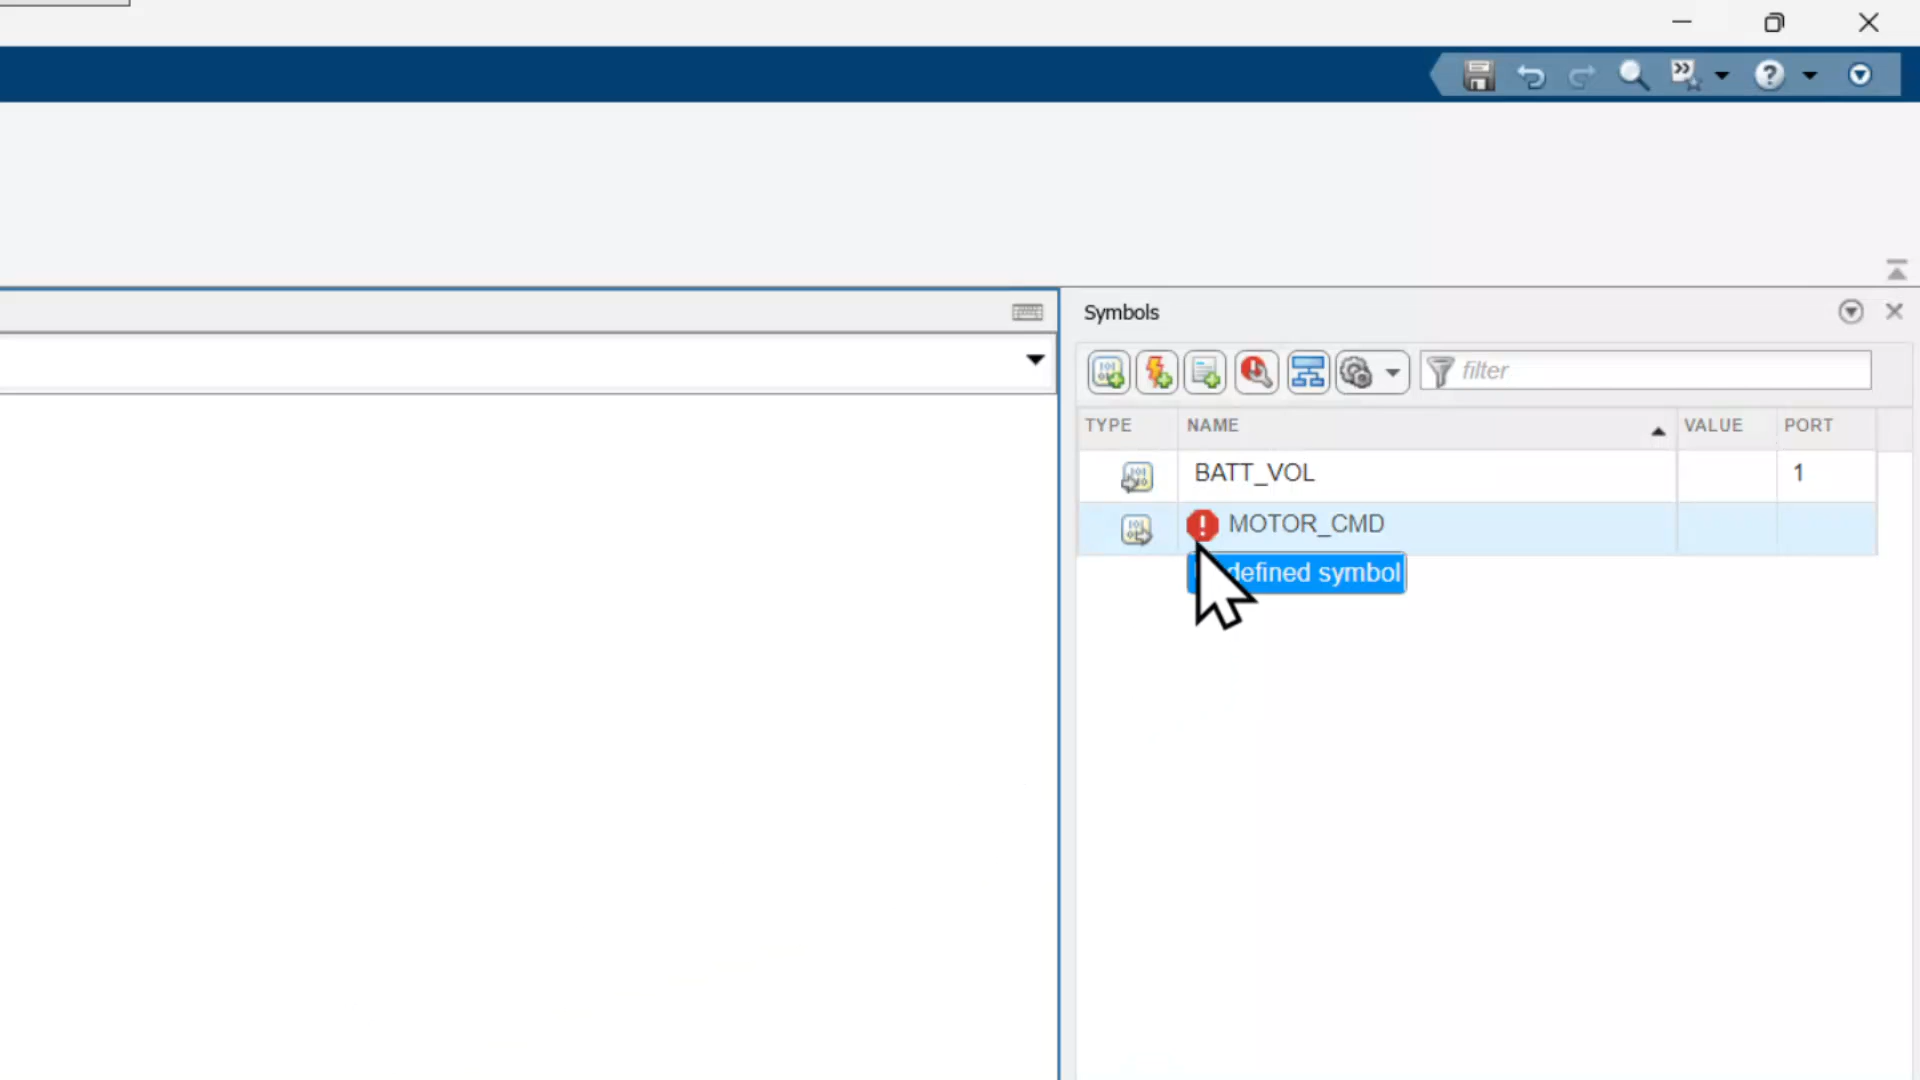 Symbols
filter
TYPE NAME VALUE PORT
BATT_VOL 1
MOTOR_CMD
defined symbol